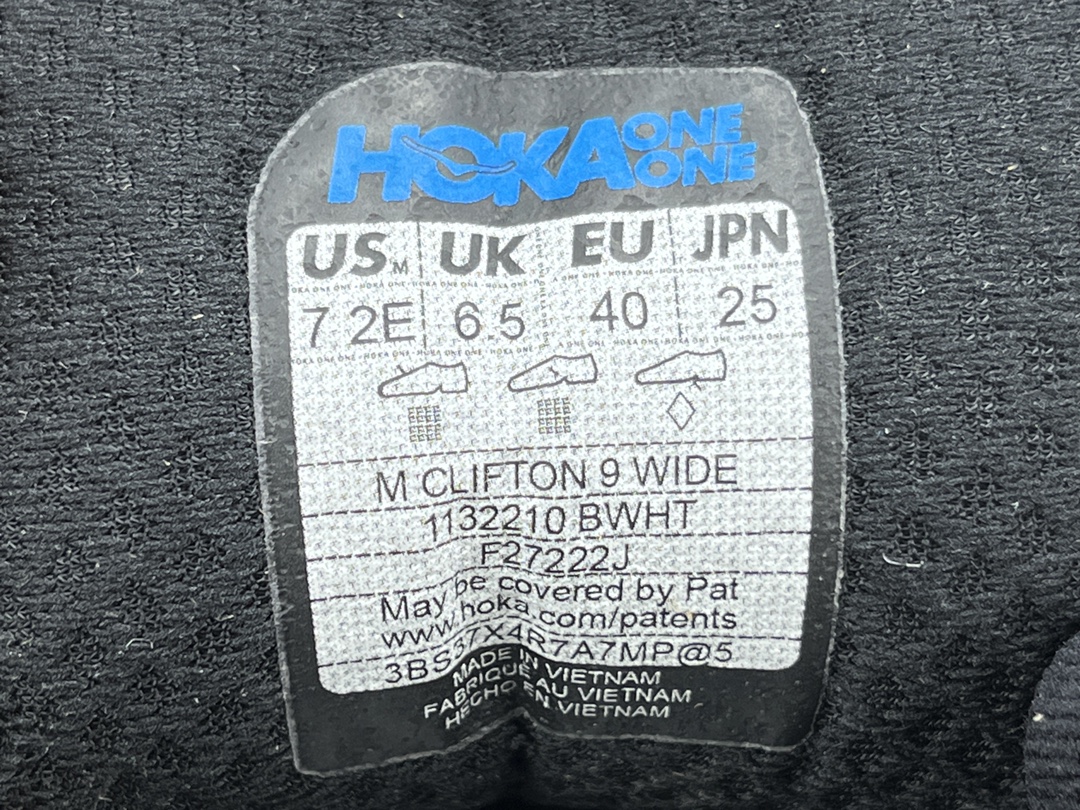 HOKA ONE ONE
US M UK EU JPN
7 2E 6.5 40 25
M CLIFTON 9 WIDE
1132210 BWHT
F27222J
May be covered by Pat
www.hoka.com/patents
3BS37X4R7A7MP@5
MADE IN VIETNAM
FABRIQUÉ AU VIETNAM
HECHO EN VIETNAM